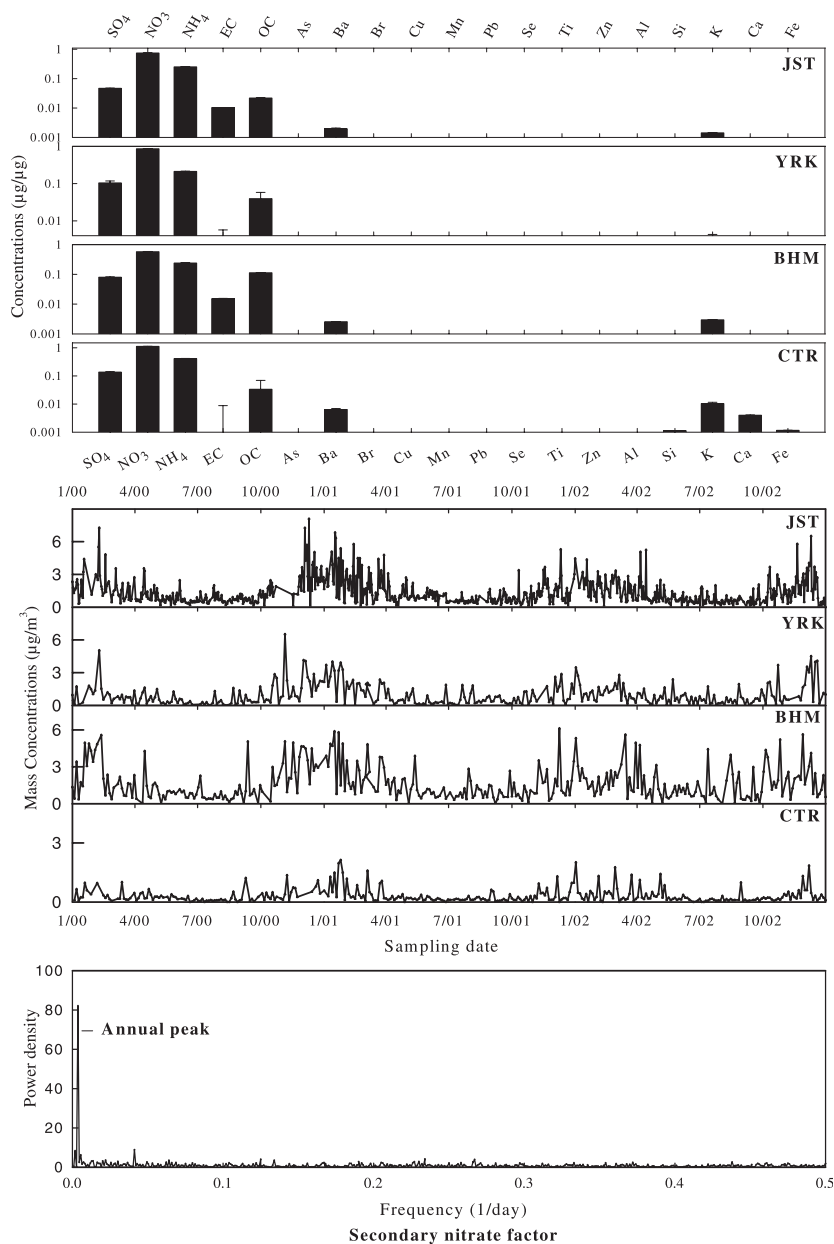 SO4 NO3 NH4 EC OC As Ba Br Cu Mn Pb Se Ti Zn Al Si K Ca Fe
Concentrations (µg/µg)
1
0.1
0.01
0.001
JST
1
0.1
0.01
YRK
1
0.1
0.01
0.001
BHM
1
0.1
0.01
0.001
CTR
SO4 NO3 NH4 EC OC As Ba Br Cu Mn Pb Se Ti Zn Al Si K Ca Fe
1/00 4/00 7/00 10/00 1/01 4/01 7/01 10/01 1/02 4/02 7/02 10/02
Mass Concentrations (µg/m3)
6
3
0
JST
6
3
0
YRK
6
3
0
BHM
3
0
CTR
1/00 4/00 7/00 10/00 1/01 4/01 7/01 10/01 1/02 4/02 7/02 10/02
Sampling date
Power density
100
80
60
40
20
0
Annual peak
0.0 0.1 0.2 0.3 0.4 0.5
Frequency (1/day)
Secondary nitrate factor